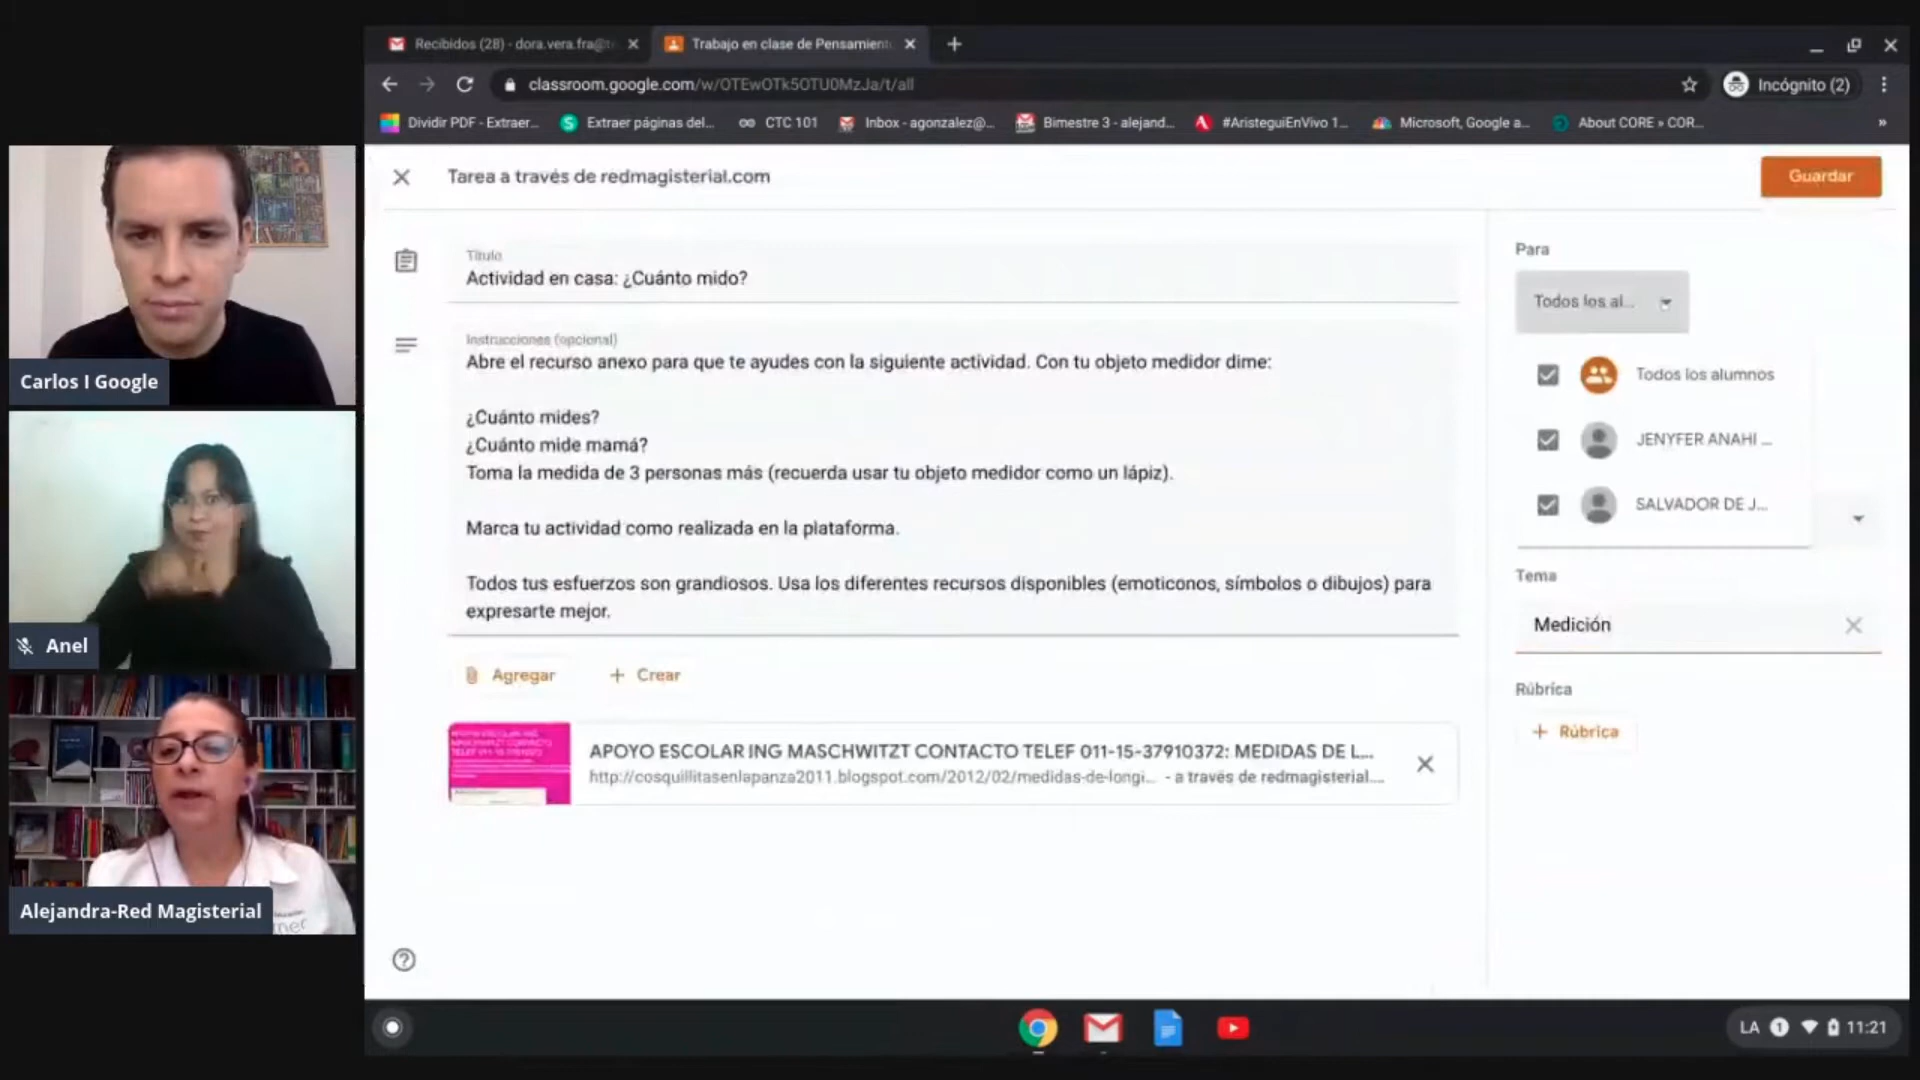 Recibidos (28) - dora.vera.fra@t
Trabajo en clase de Pensamient
classroom.google.com/w/OTEwOTk5OTU0MzJa/t/all
Incógnito (2)
Dividir PDF - Extraer...
Extraer páginas del...
CTC 101
Inbox - agonzalez@...
Bimestre 3 - alejand...
#AristeguiEnVivo 1...
Microsoft, Google a...
About CORE » COR...
»
Tarea a través de redmagisterial.com
Guardar
Título
Actividad en casa: ¿Cuánto mido?
Instrucciones (opcional)
Abre el recurso anexo para que te ayudes con la siguiente actividad. Con tu objeto medidor dime:
¿Cuánto mides?
¿Cuánto mide mamá?
Toma la medida de 3 personas más (recuerda usar tu objeto medidor como un lápiz).
Marca tu actividad como realizada en la plataforma.
Todos tus esfuerzos son grandiosos. Usa los diferentes recursos disponibles (emoticonos, símbolos o dibujos) para
expresarte mejor.
Agregar
+ Crear
APOYO ESCOLAR ING MASCHWITZT CONTACTO TELEF 011-15-37910372: MEDIDAS DE L...
http://cosquillitasenlapanza2011.blogspot.com/2012/02/medidas-de-longi... - a través de redmagisterial....
Para
Todos los al...
Todos los alumnos
JENYFER ANAHI ...
SALVADOR DE J...
Tema
Medición
Rúbrica
+ Rúbrica
Carlos I Google
Anel
Alejandra-Red Magisterial
LA
1
11:21